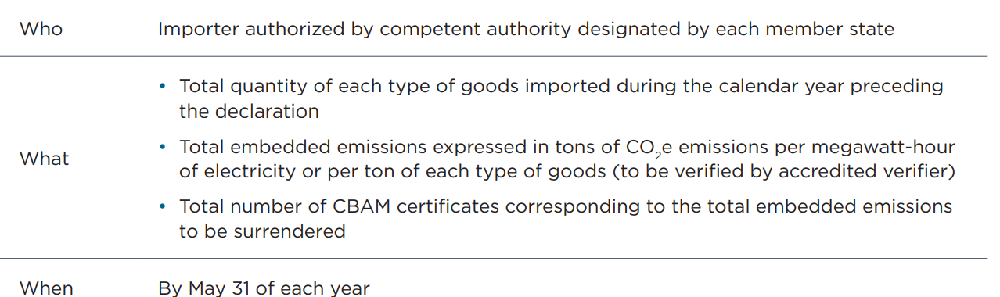 Who Importer authorized by competent authority designated by each member state
• Total quantity of each type of goods imported during the calendar year preceding
the declaration
What
• Total embedded emissions expressed in tons of CO₂e emissions per megawatt-hour
of electricity or per ton of each type of goods (to be verified by accredited verifier)
• Total number of CBAM certificates corresponding to the total embedded emissions
to be surrendered
When By May 31 of each year